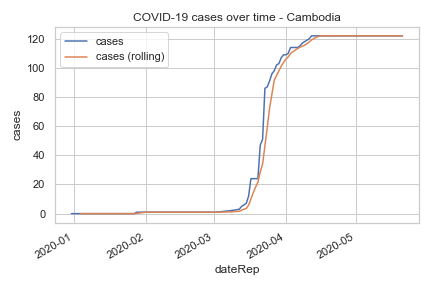 COVID-19 cases over time - Cambodia
cases
cases (rolling)
120
100
80
60
40
20
0
cases
2020-01
2020-02
2020-03
2020-04
2020-05
dateRep